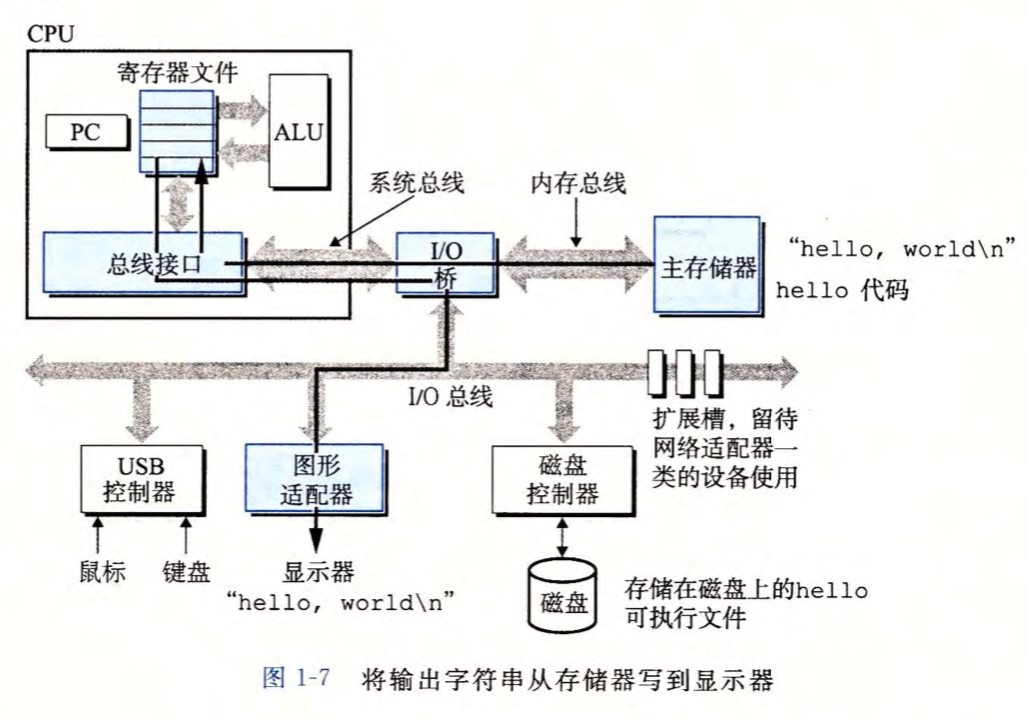 CPU
寄存器文件
PC
ALU
系统总线
内存总线
总线接口
I/O
桥
主存储器
“hello, world\n”
hello 代码
I/O 总线
扩展槽，留待
网络适配器一
类的设备使用
USB
控制器
图形
适配器
磁盘
控制器
鼠标
键盘
显示器
“hello, world\n”
磁盘
存储在磁盘上的hello
可执行文件
图 1-7 将输出字符串从存储器写到显示器